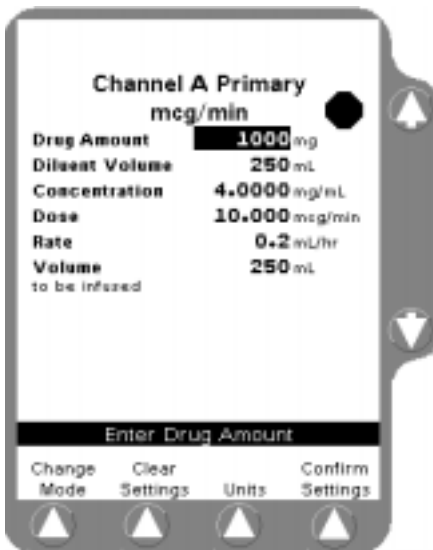 Channel A Primary
mcg/min
Drug Amount 1000 mg
Diluent Volume 250 mL
Concentration 4.0000 mg/mL
Dose 10.000 mcg/min
Rate 0.2 mL/hr
Volume 250 mL
to be infused
Enter Drug Amount
Change Clear Confirm
Mode Settings Units Settings